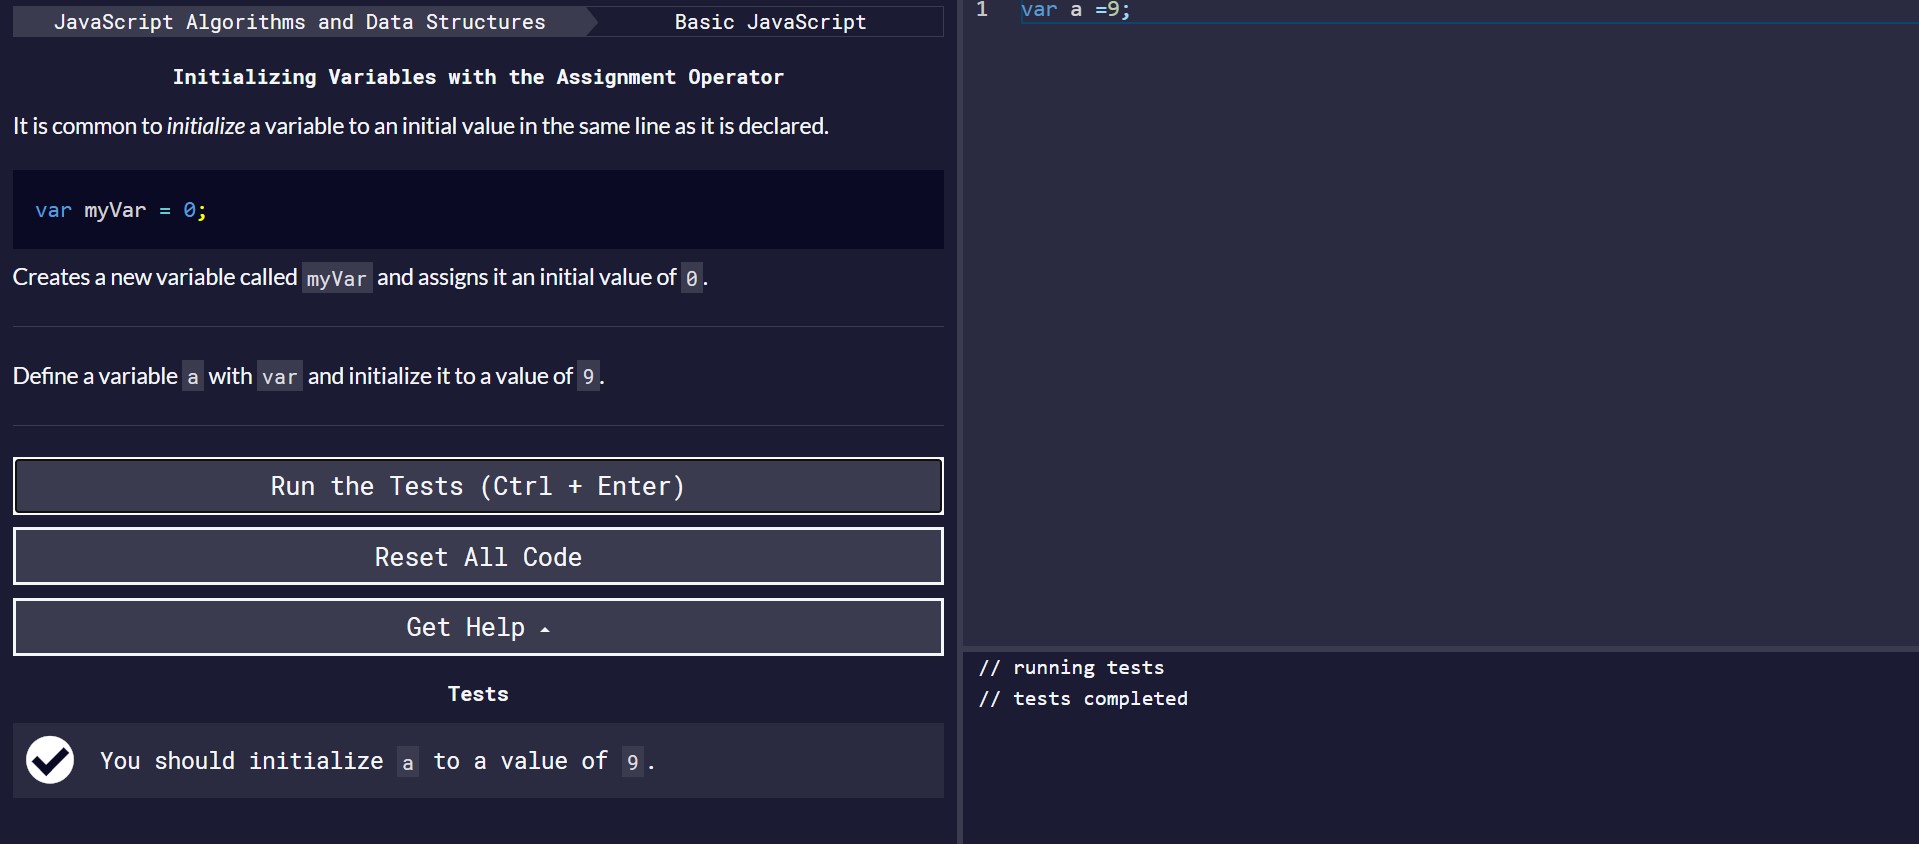 JavaScript Algorithms and Data Structures
Basic JavaScript
Initializing Variables with the Assignment Operator
It is common to initialize a variable to an initial value in the same line as it is declared.
var myVar = 0;
Creates a new variable called myVar and assigns it an initial value of 0.
Define a variable a with var and initialize it to a value of 9.
Run the Tests (Ctrl + Enter)
Reset All Code
Get Help
Tests
You should initialize a to a value of 9.
1 var a =9;
// running tests
// tests completed